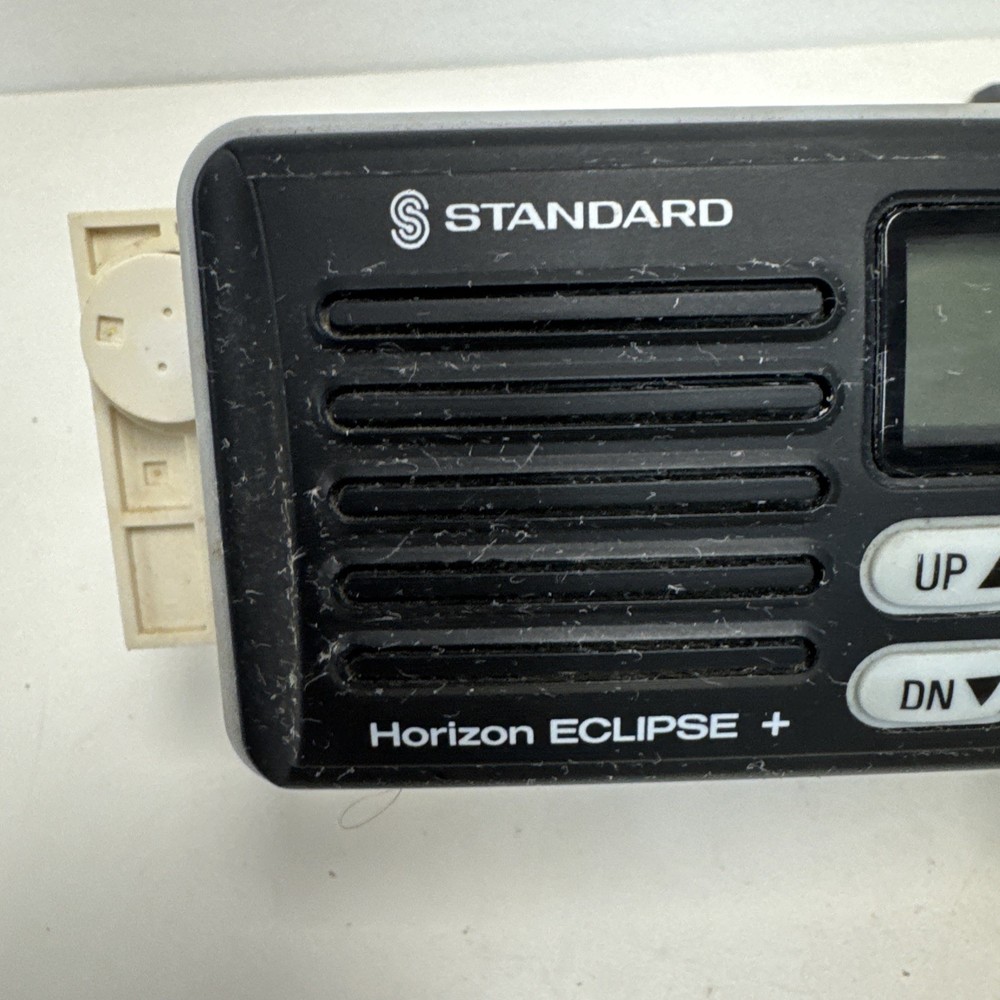 STANDARD
UP ▲
DN ▼
Horizon ECLIPSE +